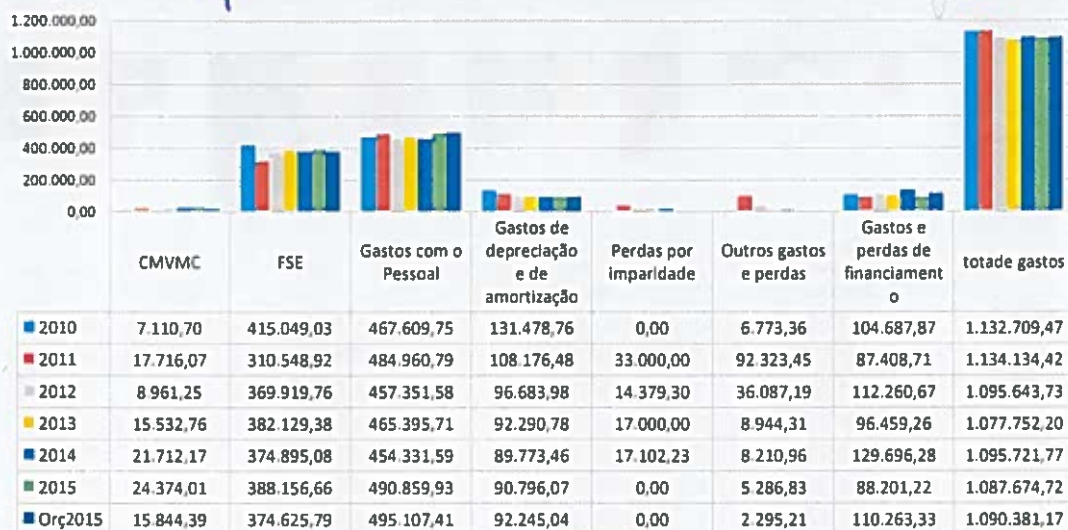 1.200.000,00
1.000.000,00
800.000,00
600.000,00
400.000,00
200.000,00
0,00
CMVMC FSE Gastos com o Pessoal Gastos de depreciação e de amortização Perdas por imparidade Outros gastos e perdas Gastos e perdas de financiament o totade gastos
2010 7.110,70 415.049,03 467.609,75 131.478,76 0,00 6.773,36 104.687,87 1.132.709,47
2011 17.716,07 310.548,92 484.960,79 108.176,48 33.000,00 92.323,45 87.408,71 1.134.134,42
2012 8.961,25 369.919,76 457.351,58 96.683,98 14.379,30 36.087,19 112.260,67 1.095.643,73
2013 15.532,76 382.129,38 465.395,71 92.290,78 17.000,00 8.944,31 96.459,26 1.077.752,20
2014 21.712,17 374.895,08 454.331,59 89.773,46 17.102,23 8.210,96 129.696,28 1.095.721,77
2015 24.374,01 388.156,66 490.859,93 90.796,07 0,00 5.286,83 88.201,22 1.087.674,72
Orç2015 15.844,39 374.625,79 495.107,41 92.245,04 0,00 2.295,21 110.263,33 1.090.381,17